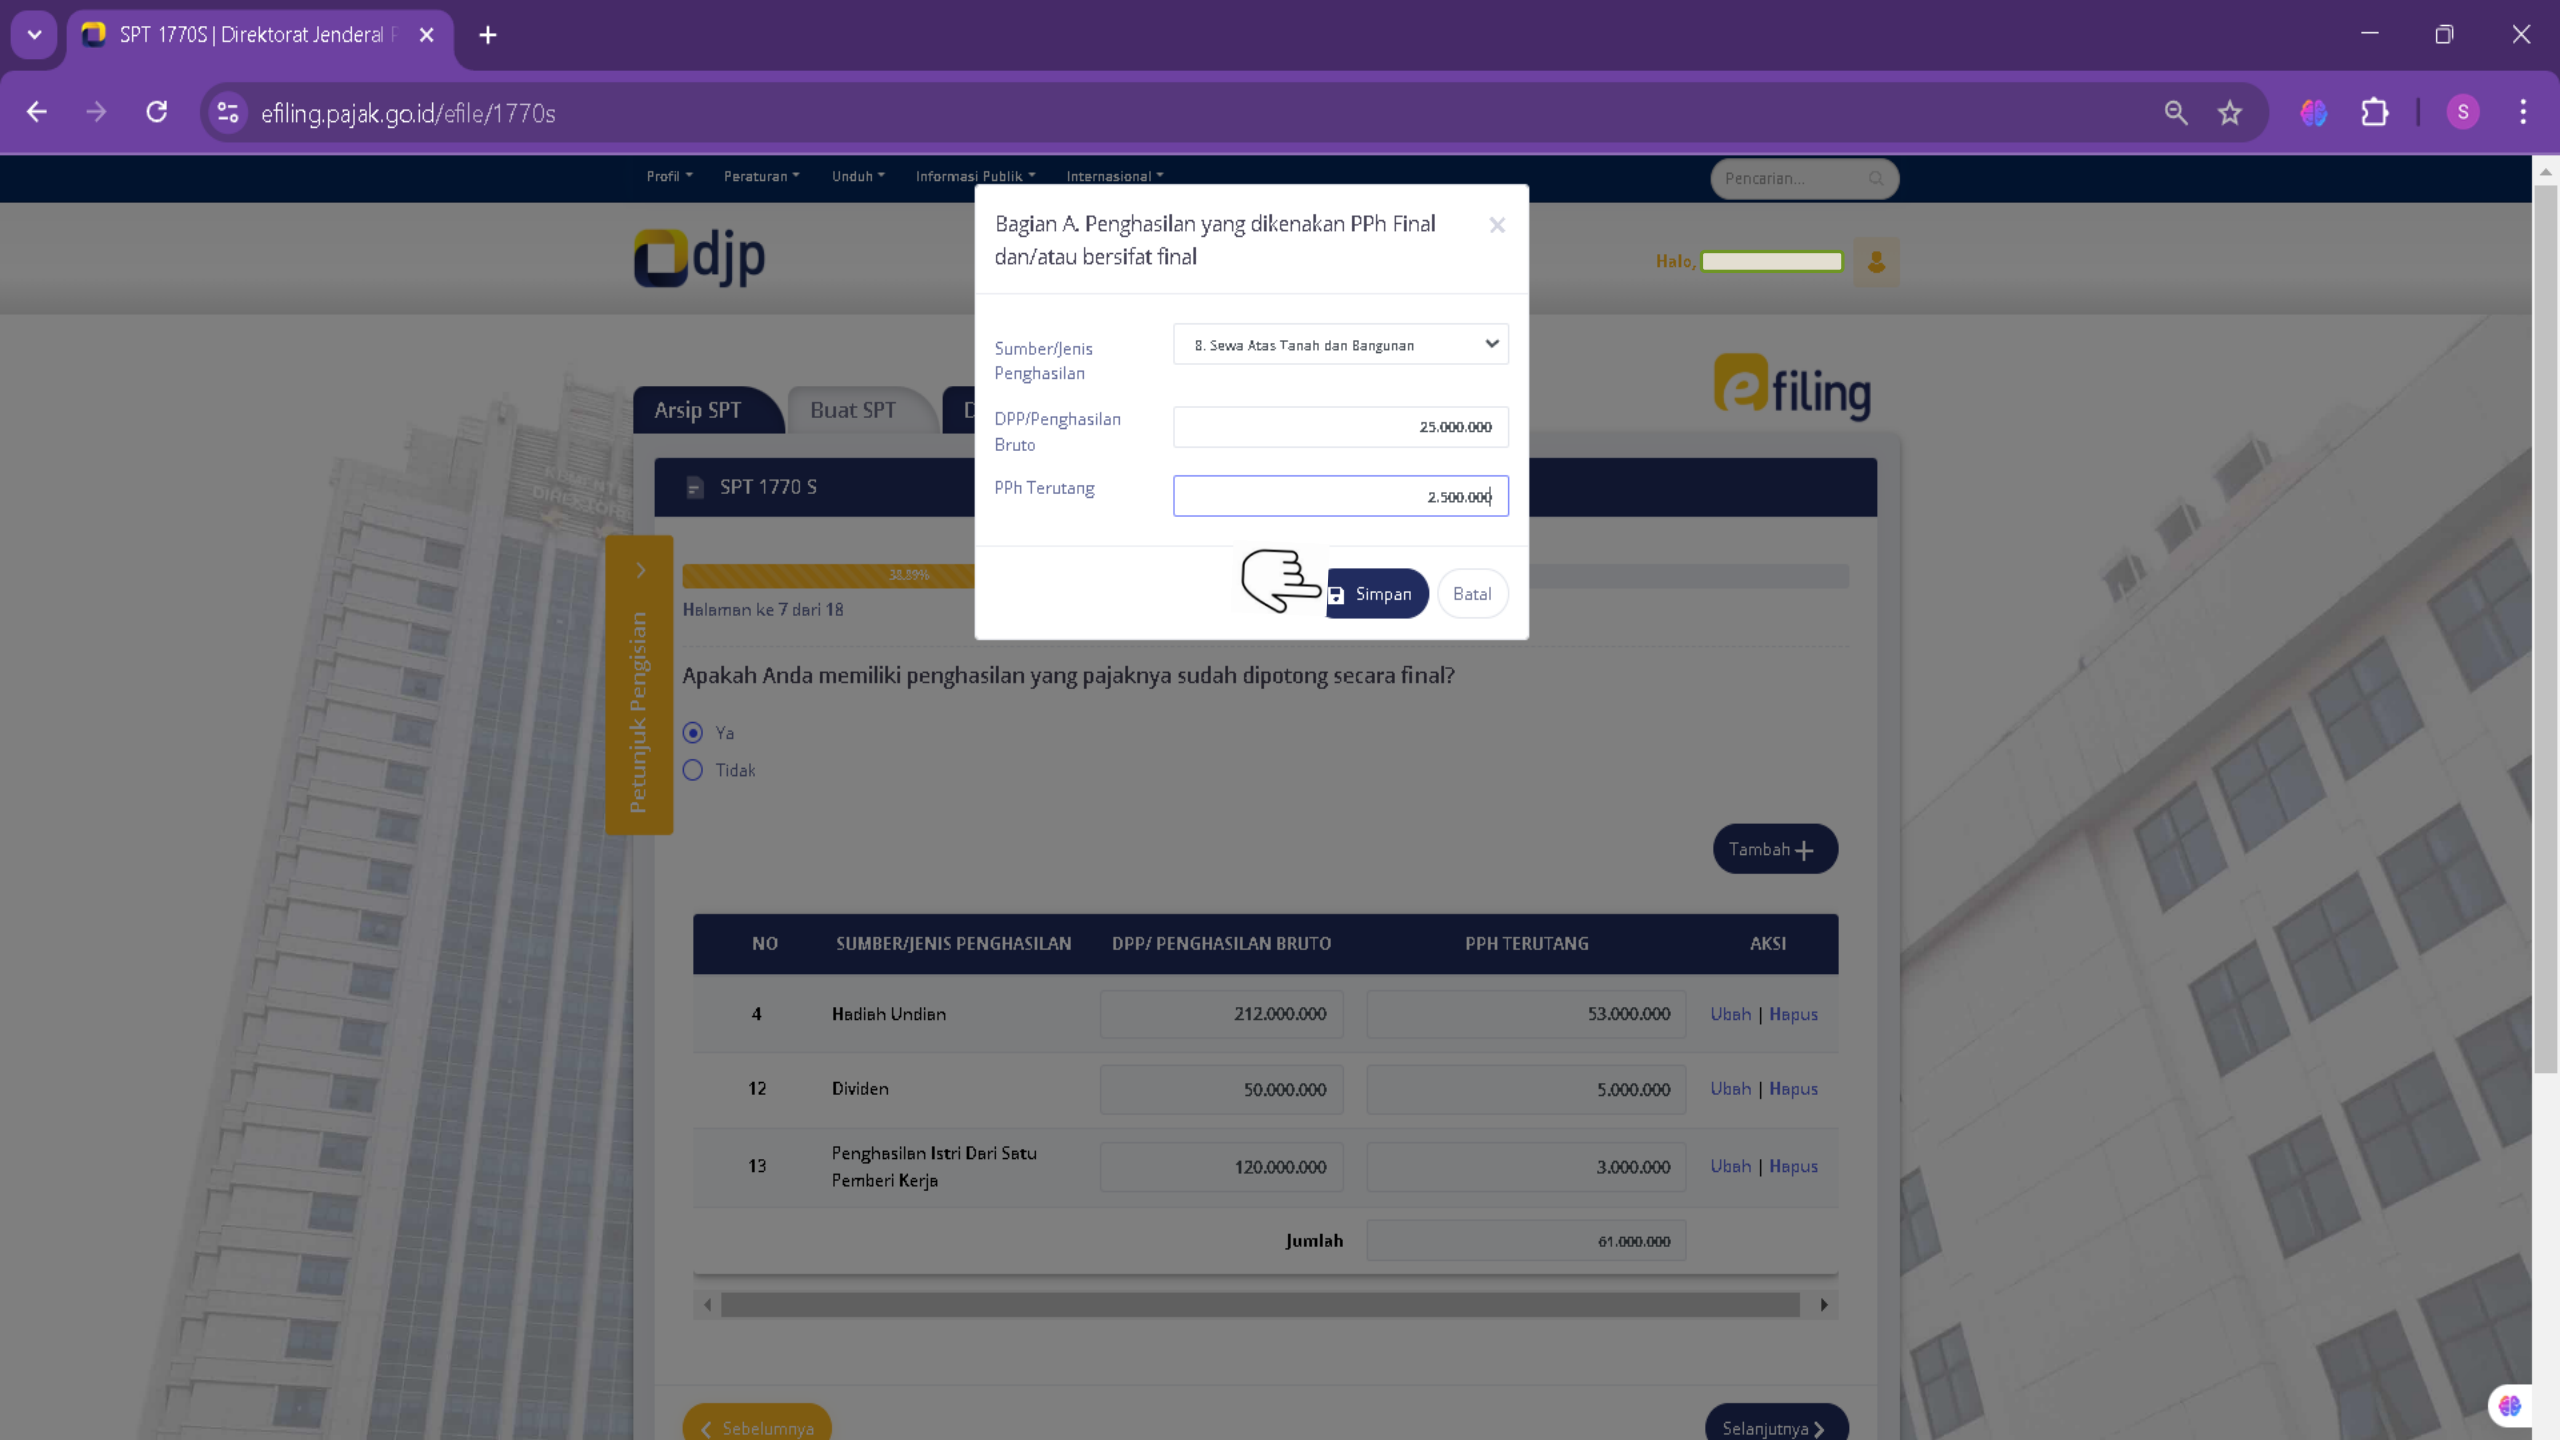 SPT 1770S | Direktorat Jenderal
efiling.pajak.go.id/efile/1770s
S
Profil
Peraturan
Unduh
Informasi Publik
Internasional
Pencarian...
djp
Halo,
Bagian A. Penghasilan yang dikenakan PPh Final
dan/atau bersifat final
Sumber/Jenis
Penghasilan
8. Sewa Atas Tanah dan Bangunan
DPP/Penghasilan
Bruto
25.000.000
PPh Terutang
2.500.000
Simpan
Batal
efiling
Arsip SPT
Buat SPT
D
SPT 1770 S
38.89%
Halaman ke 7 dari 18
Petunjuk Pengisian
Apakah Anda memiliki penghasilan yang pajaknya sudah dipotong secara final?
Ya
Tidak
Tambah
NO SUMBER/JENIS PENGHASILAN DPP/ PENGHASILAN BRUTO PPH TERUTANG AKSI
4 Hadiah Undian 212.000.000 53.000.000 Ubah | Hapus
12 Dividen 50.000.000 5.000.000 Ubah | Hapus
13 Penghasilan Istri Dari Satu
Pemberi Kerja 120.000.000 3.000.000 Ubah | Hapus
Jumlah 61.000.000
Sebelumnya
Selanjutnya